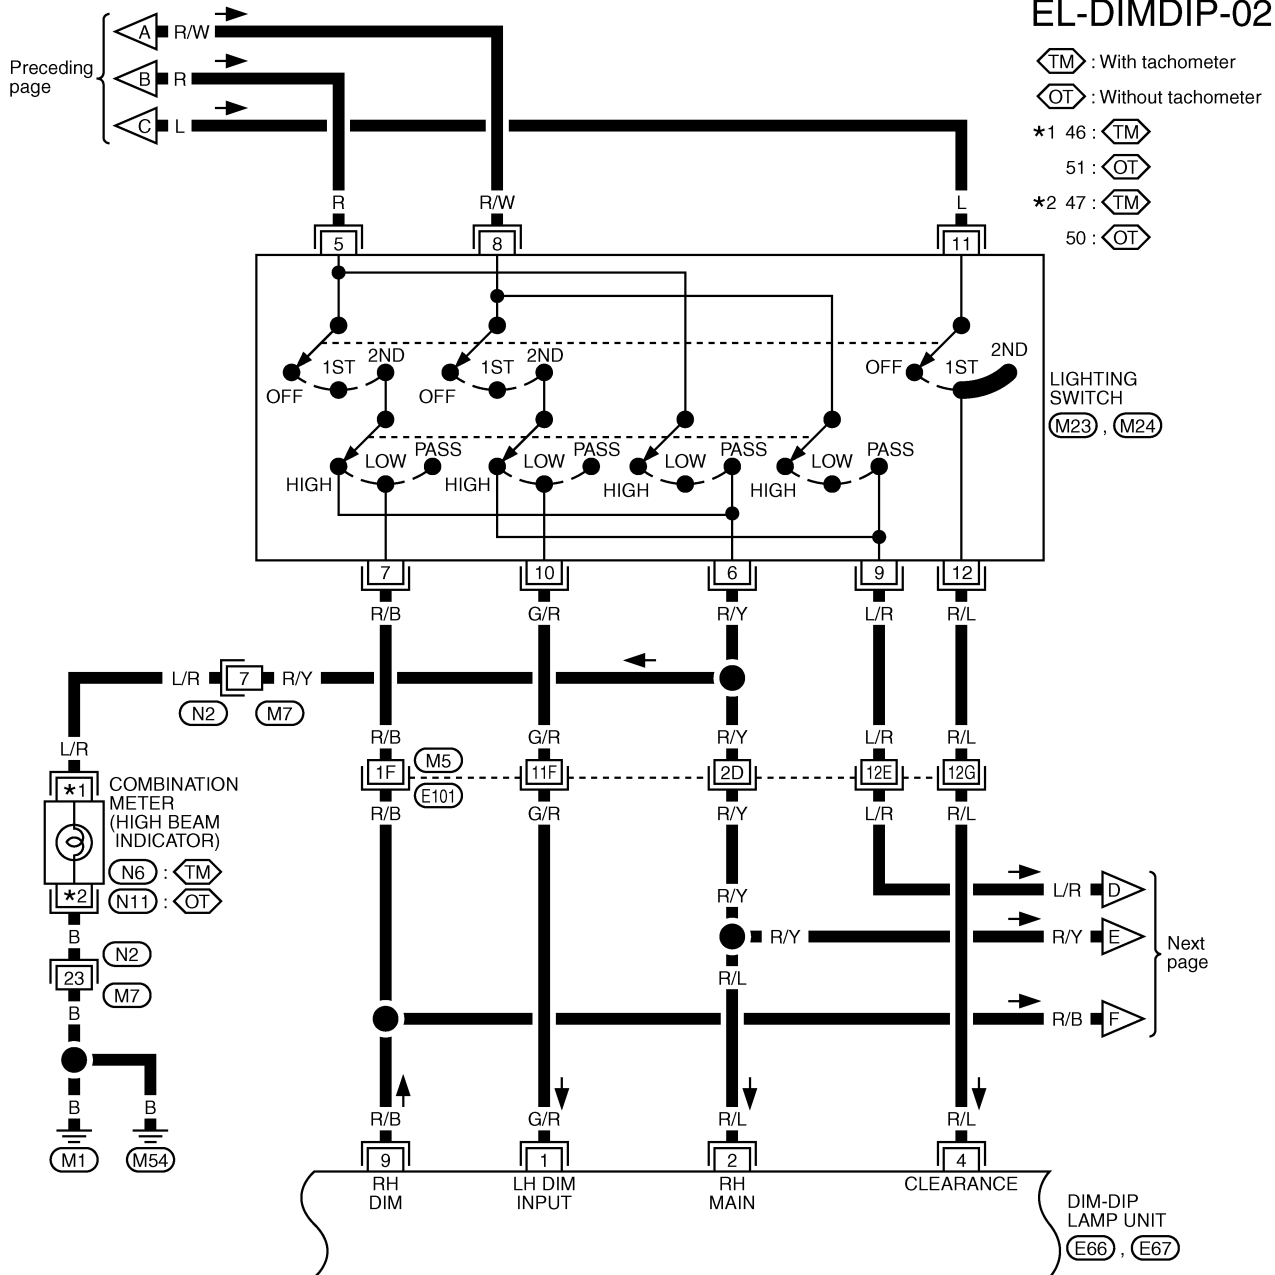 EL-DIMDIP-02
TM : With tachometer
OT : Without tachometer
*1 46 : TM
51 : OT
*2 47 : TM
50 : OT
Preceding
page
A R/W
B R
C L
R R/W L
5 8 11
OFF 1ST 2ND
OFF 1ST 2ND
OFF 1ST 2ND
HIGH LOW PASS
HIGH LOW PASS
HIGH LOW PASS
HIGH LOW PASS
LIGHTING
SWITCH
M23 , M24
7 10 6 9 12
R/B G/R R/Y L/R R/L
L/R 7 R/Y
N2 M7
L/R
R/B G/R R/Y L/R R/L
1F 11F 2D 12E 12G
M5
E101
R/B G/R R/Y L/R R/L
*1
COMBINATION
METER
(HIGH BEAM
INDICATOR)
N6 : TM
N11 : OT
*2
B
N2
23
M7
B
B B
M1 M54
R/Y
R/Y
R/L
L/R D
R/Y E
R/B F
Next
page
R/B G/R R/L R/L
9 1 2 4
RH
DIM
LH DIM
INPUT
RH
MAIN
CLEARANCE
DIM-DIP
LAMP UNIT
E66 , E67